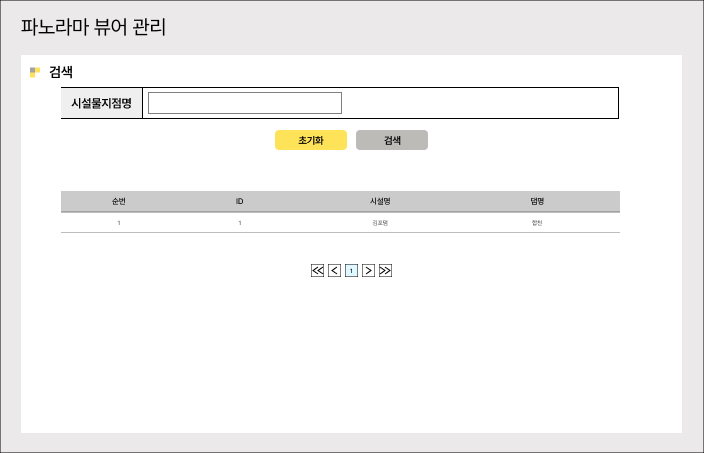 파노라마 뷰어 관리
검색
시설물지점명
초기화 검색
순번 ID 시설명 댐명
1 1 김포댐 합천
1